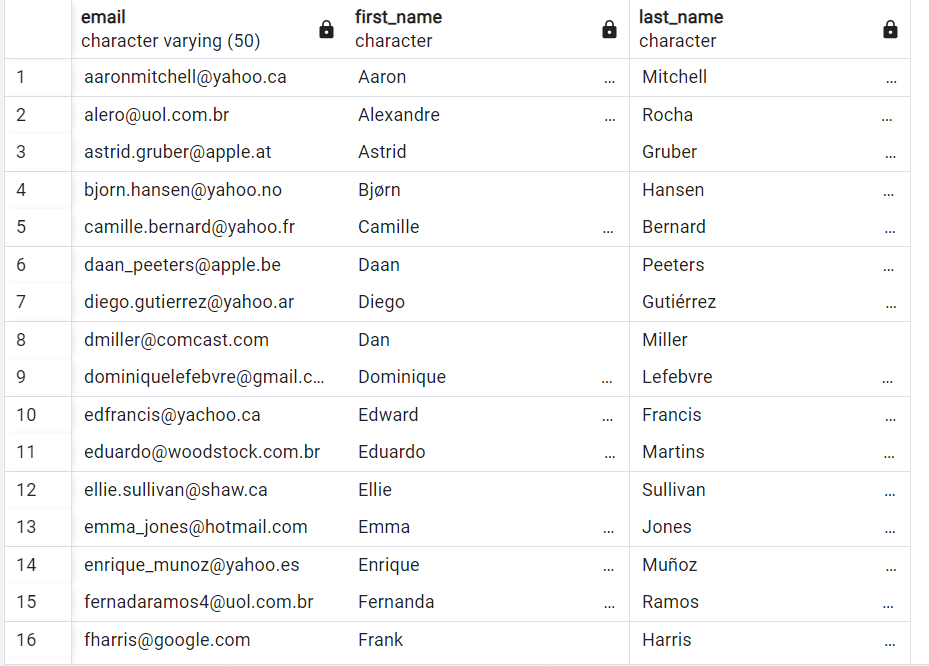 email first_name last_name
character varying (50) character character
1 aaronmitchell@yahoo.ca Aaron ... Mitchell ...
2 alero@uol.com.br Alexandre ... Rocha ...
3 astrid.gruber@apple.at Astrid Gruber ...
4 bjorn.hansen@yahoo.no Bjørn Hansen ...
5 camille.bernard@yahoo.fr Camille ... Bernard ...
6 daan_peeters@apple.be Daan Peeters ...
7 diego.gutierrez@yahoo.ar Diego Gutiérrez ...
8 dmiller@comcast.com Dan Miller
9 dominiquelefebvre@gmail.c... Dominique ... Lefebvre ...
10 edfrancis@yachoo.ca Edward ... Francis ...
11 eduardo@woodstock.com.br Eduardo ... Martins ...
12 ellie.sullivan@shaw.ca Ellie Sullivan ...
13 emma_jones@hotmail.com Emma ... Jones ...
14 enrique_munoz@yahoo.es Enrique ... Muñoz ...
15 fernadaramos4@uol.com.br Fernanda ... Ramos ...
16 fharris@google.com Frank Harris ...